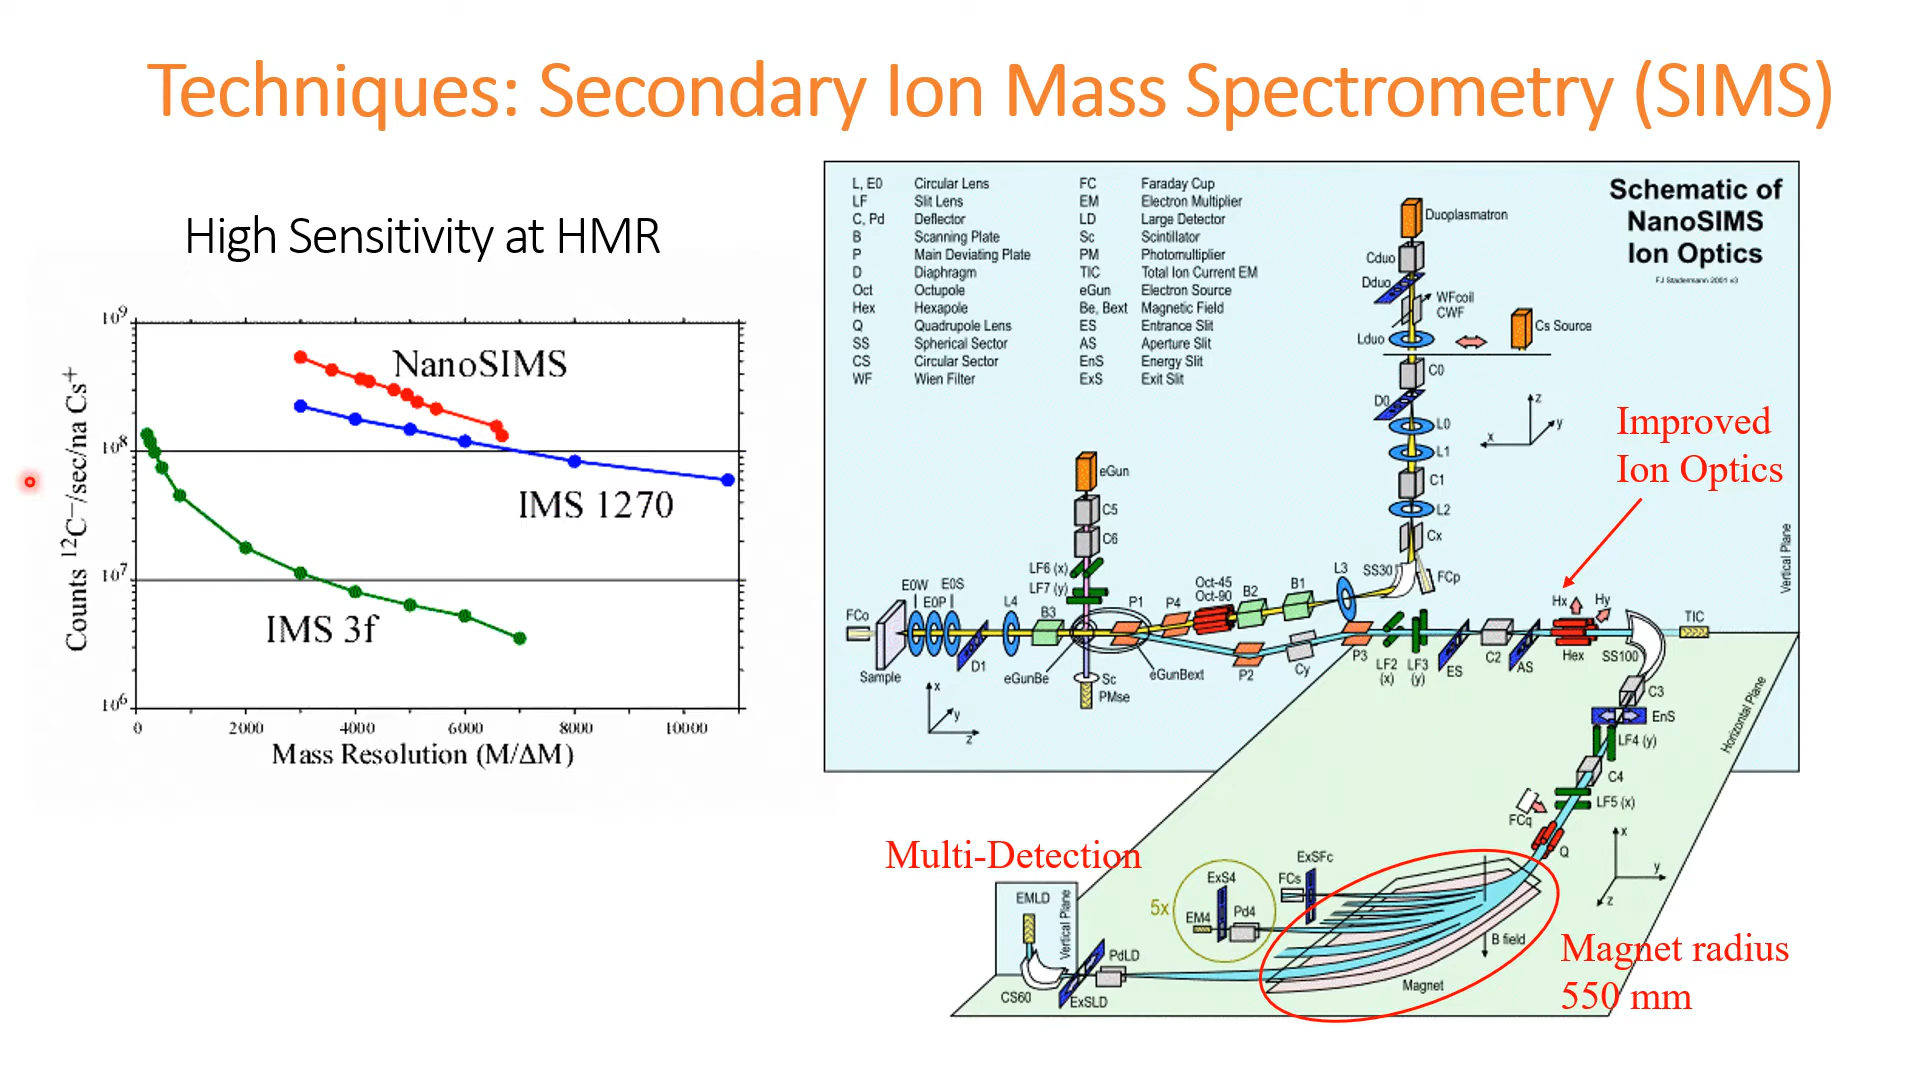 Techniques: Secondary Ion Mass Spectrometry (SIMS)
High Sensitivity at HMR
10⁹
10⁸
10⁷
10⁶
Counts ¹²C⁻/sec/na Cs⁺
NanoSIMS
IMS 1270
IMS 3f
0 2000 4000 6000 8000 10000
Mass Resolution (M/ΔM)
L, E0 Circular Lens FC Faraday Cup
LF Slit Lens EM Electron Multiplier
C, Pd Deflector LD Large Detector
B Scanning Plate Sc Scintillator
P Main Deviating Plate PM Photomultiplier
D Diaphragm TIC Total Ion Current EM
Oct Octupole eGun Electron Source
Hex Hexapole Be, Bext Magnetic Field
Q Quadrupole Lens ES Entrance Slit
SS Spherical Sector AS Aperture Slit
CS Circular Sector EnS Energy Slit
WF Wien Filter ExS Exit Slit
Schematic of
NanoSIMS
Ion Optics
FJ Stadermann 2001 v3
Duoplasmatron
Cduo
Dduo
WFcoil
CWF
Lduo
Cs Source
C0
D0
L0
L1
C1
L2
Cx
z
y
x
Improved
Ion Optics
Vertical Plane
eGun
C5
C6
LF6 (x)
LF7 (y)
FCo
E0W
E0P
E0S
L4
B3
P1
P4
Oct-45
Oct-90
B2
B1
L3
SS30
FCp
Hx
Hy
TIC
Sample
D1
eGunBe
Sc
PMse
eGunBext
P2
Cy
P3
LF2
(x)
LF3
(y)
ES
C2
AS
Hex
SS100
x
y
z
C3
EnS
LF4 (y)
C4
LF5 (x)
FCq
Q
Horizontal Plane
x
y
z
Multi-Detection
EMLD
Vertical Plane
CS60
ExSLD
PdLD
5x
ExS4
EM4
Pd4
ExSFc
FCs
B field
Magnet
Magnet radius
550 mm